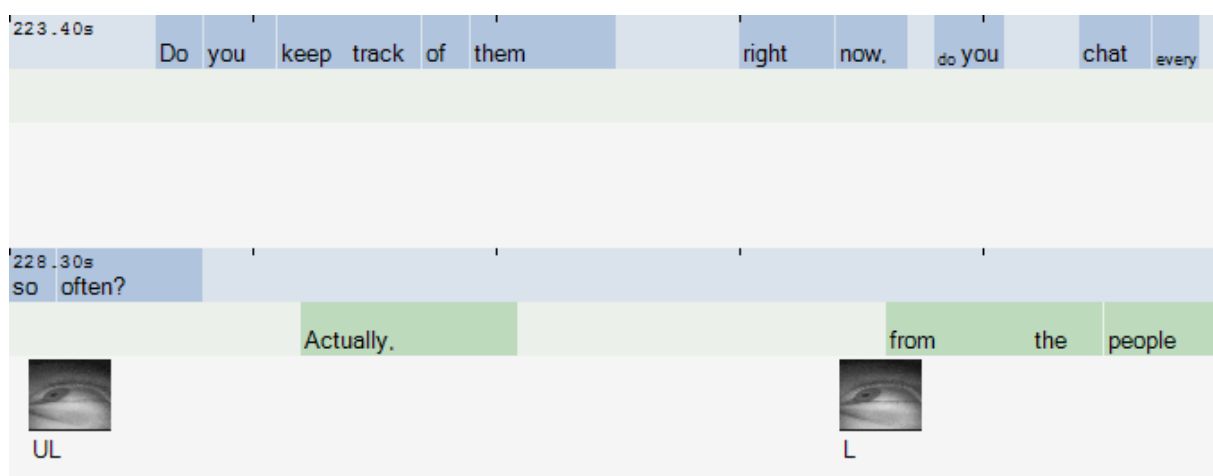 223.40s
Do you keep track of them right now, do you chat every
228.30s
so often?
Actually, from the people
UL L